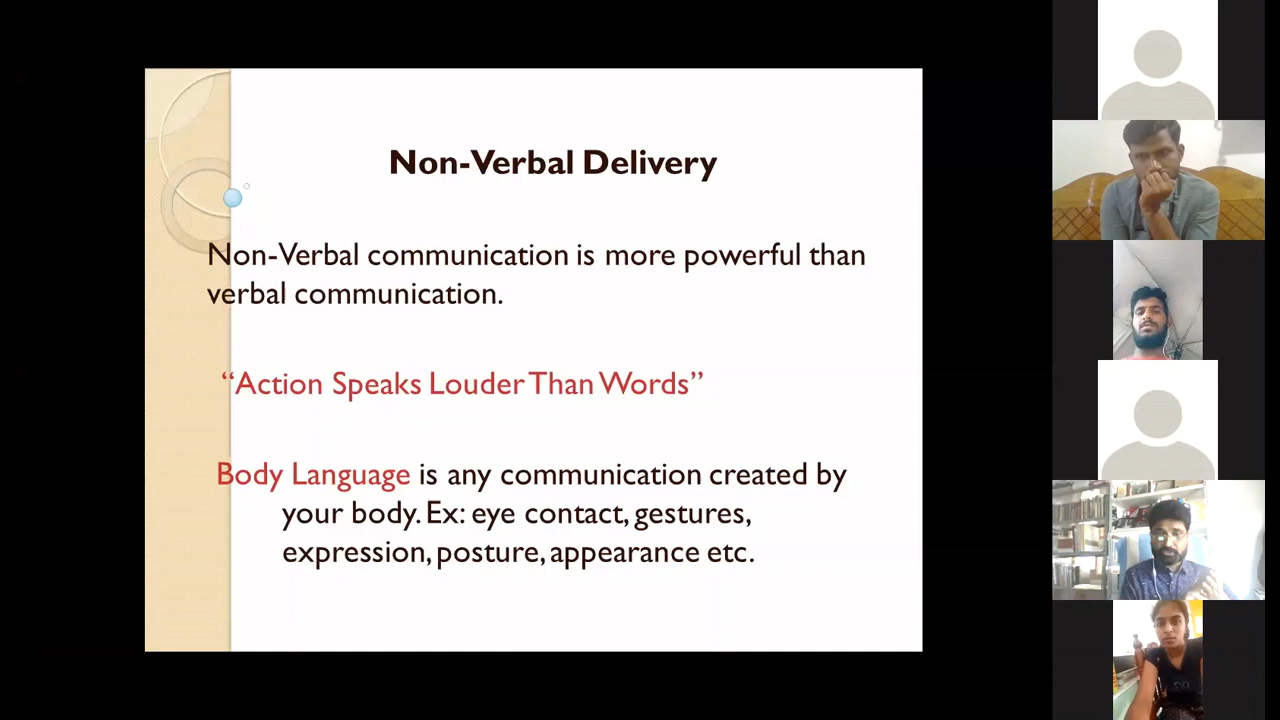 Non-Verbal Delivery
Non-Verbal communication is more powerful than
verbal communication.
“Action Speaks Louder Than Words”
Body Language is any communication created by
your body. Ex: eye contact, gestures,
expression, posture, appearance etc.